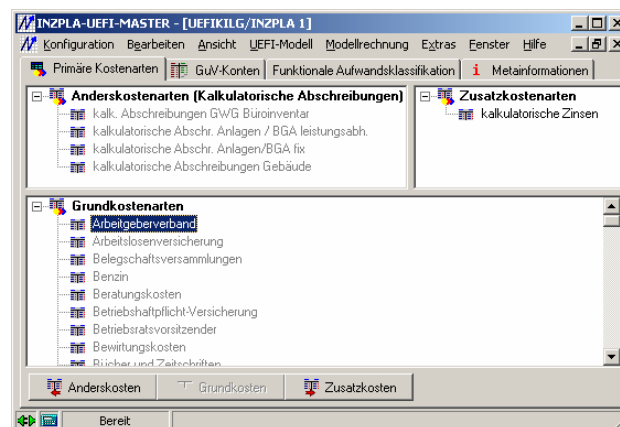 INZPLA-UEFI-MASTER - [UEFIKILG/INZPLA 1]
Konfiguration Bearbeiten Ansicht UEFI-Modell Modellrechnung Extras Fenster Hilfe
Primäre Kostenarten GuV-Konten Funktionale Aufwandsklassifikation Metainformationen
Anderskostenarten (Kalkulatorische Abschreibungen)
kalk. Abschreibungen GWG Büroinventar
kalkulatorische Abschr. Anlagen / BGA leistungsabh.
kalkulatorische Abschr. Anlagen/BGA fix
kalkulatorische Abschreibungen Gebäude
Zusatzkostenarten
kalkulatorische Zinsen
Grundkostenarten
Arbeitgeberverband
Arbeitslosenversicherung
Belegschaftsversammlungen
Benzin
Beratungskosten
Betriebshaftpflicht-Versicherung
Betriebsratsvorsitzender
Bewirtungskosten
Bücher und Zeitschriften
Anderskosten Grundkosten Zusatzkosten
Bereit